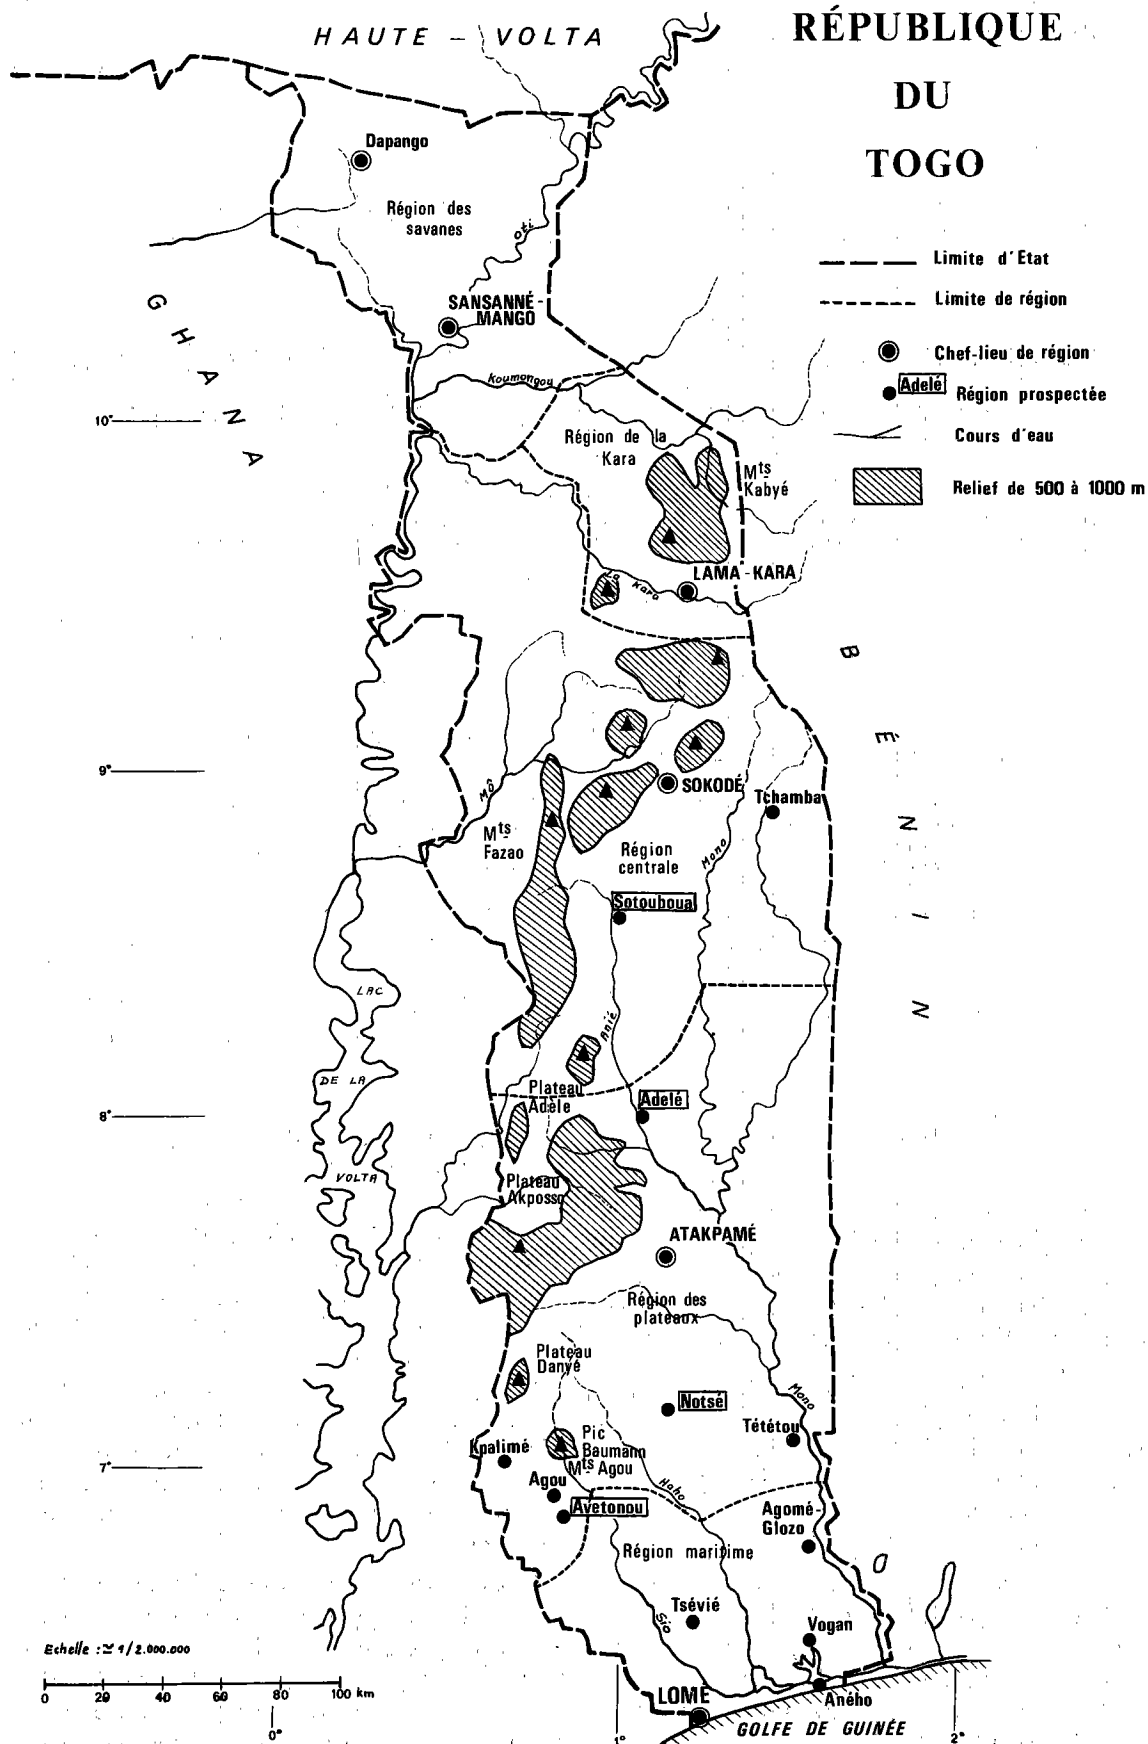 HAUTE - VOLTA
RÉPUBLIQUE
DU
TOGO
Dapango
Région des
savanes
Oti
Limite d'Etat
Limite de région
Chef-lieu de région
Adelé Région prospectée
Cours d'eau
Relief de 500 à 1000 m
GHANA
SANSANNÉ-
MANGO
Koumongou
10°
Région de la
Kara
Mts
Kabyé
LAMA-KARA
La Kara
BÉNIN
9°
Mô
SOKODÉ
Tchamba
Mts
Fazao
Région
centrale
Mono
Sotouboua
LAC
DE LA
VOLTA
Anié
8°
Plateau
Adèle
Adelé
Plateau
Akposso
ATAKPAMÉ
Région des
plateaux
Plateau
Danyé
Mono
Notsé
Tététou
7°
Kpalimé
Pic
Baumann
Mts Agou
Agou
Avetonou
Haho
Agomé-
Glozo
Région maritime
O
Tsévié
Sio
Vogan
Echelle : ≃ 1/2.000.000
0 20 40 60 80 100 km
LOME
Aného
GOLFE DE GUINÉE
0° 1° 2°